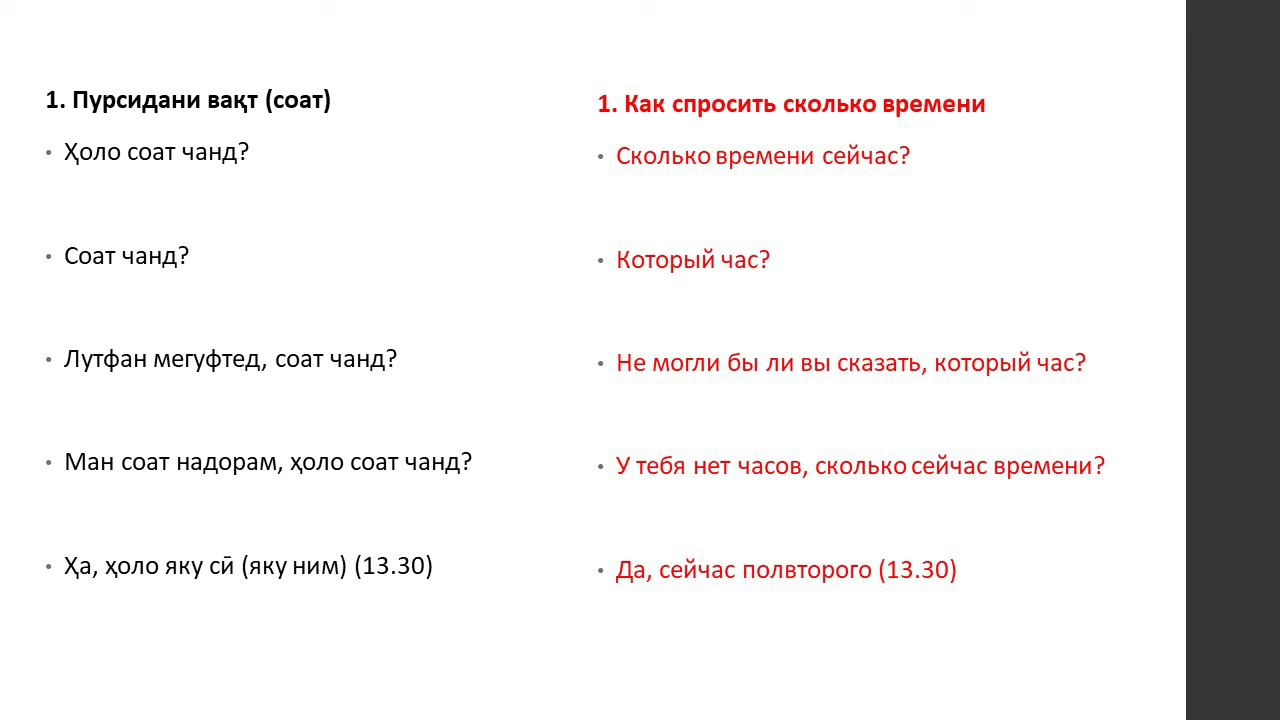 1. Пурсидани вақт (соат)
• Ҳоло соат чанд?
• Соат чанд?
• Лутфан мегуфтед, соат чанд?
• Ман соат надорам, ҳоло соат чанд?
• Ҳа, ҳоло яку сӣ (яку ним) (13.30)
1. Как спросить сколько времени
• Сколько времени сейчас?
• Который час?
• Не могли бы ли вы сказать, который час?
• У тебя нет часов, сколько сейчас времени?
• Да, сейчас полвторого (13.30)